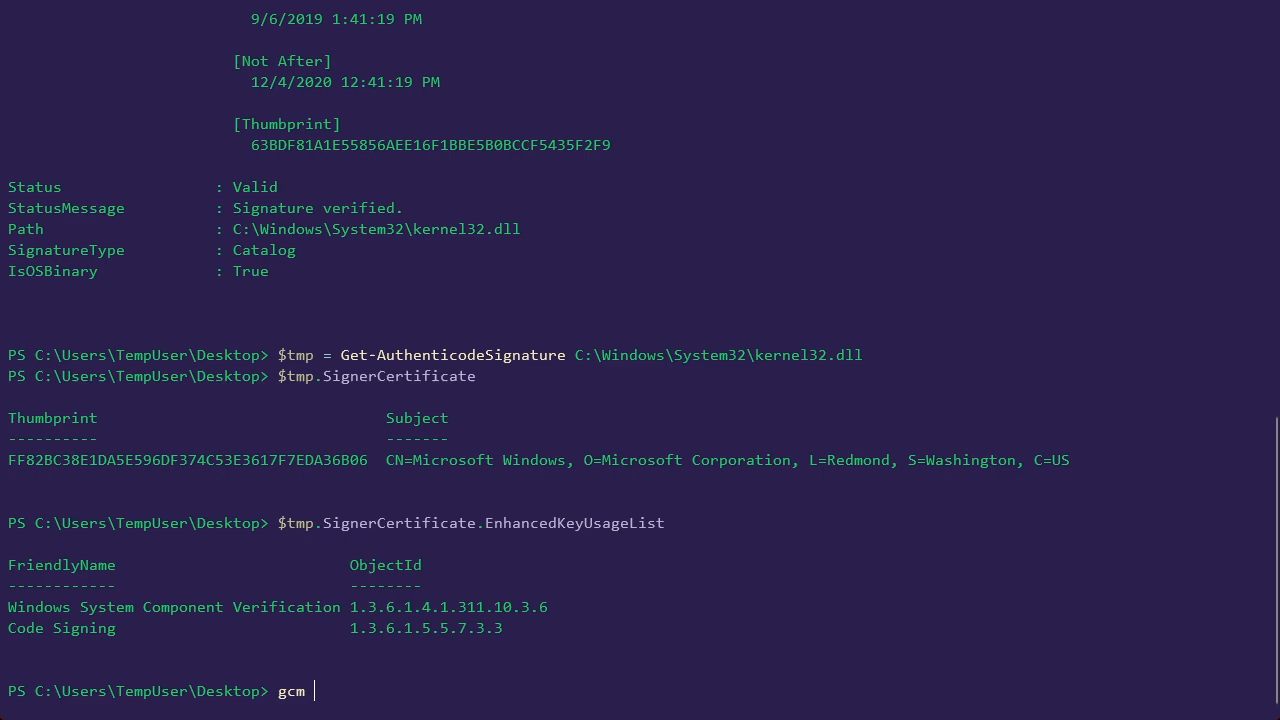 9/6/2019 1:41:19 PM
[Not After]
12/4/2020 12:41:19 PM
[Thumbprint]
63BDF81A1E55856AEE16F1BBE5B0BCCF5435F2F9
Status : Valid
StatusMessage : Signature verified.
Path : C:\Windows\System32\kernel32.dll
SignatureType : Catalog
IsOSBinary : True
PS C:\Users\TempUser\Desktop> $tmp = Get-AuthenticodeSignature C:\Windows\System32\kernel32.dll
PS C:\Users\TempUser\Desktop> $tmp.SignerCertificate
Thumbprint Subject
---------- -------
FF82BC38E1DA5E596DF374C53E3617F7EDA36B06 CN=Microsoft Windows, O=Microsoft Corporation, L=Redmond, S=Washington, C=US
PS C:\Users\TempUser\Desktop> $tmp.SignerCertificate.EnhancedKeyUsageList
FriendlyName ObjectId
------------ --------
Windows System Component Verification 1.3.6.1.4.1.311.10.3.6
Code Signing 1.3.6.1.5.5.7.3.3
PS C:\Users\TempUser\Desktop> gcm